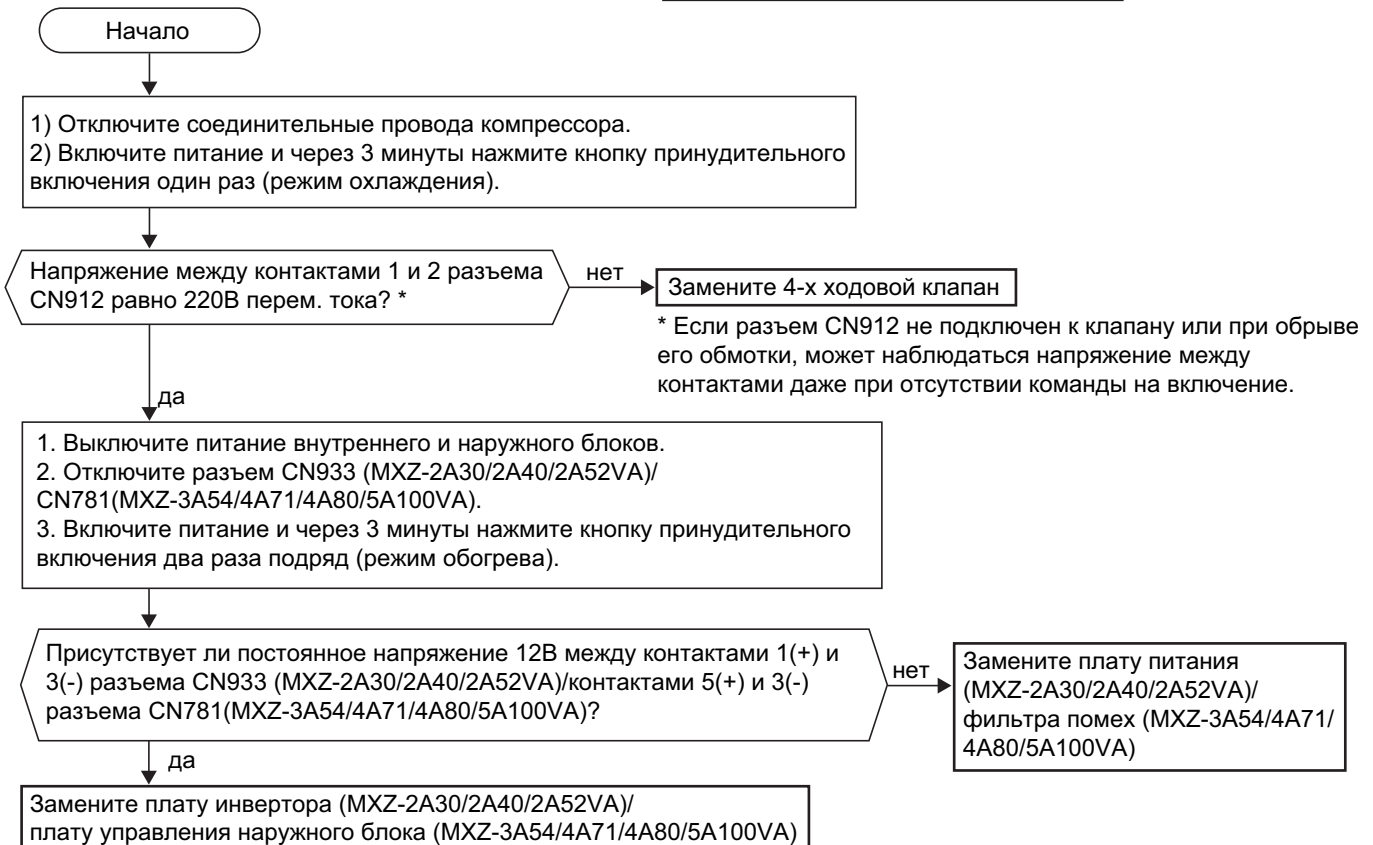 Начало
1) Отключите соединительные провода компрессора.
2) Включите питание и через 3 минуты нажмите кнопку принудительного
включения один раз (режим охлаждения).
Напряжение между контактами 1 и 2 разъема
CN912 равно 220В перем. тока? *
нет
Замените 4-х ходовой клапан
* Если разъем CN912 не подключен к клапану или при обрыве
его обмотки, может наблюдаться напряжение между
контактами даже при отсутствии команды на включение.
да
1. Выключите питание внутреннего и наружного блоков.
2. Отключите разъем CN933 (MXZ-2A30/2A40/2A52VA)/
CN781(MXZ-3A54/4A71/4A80/5A100VA).
3. Включите питание и через 3 минуты нажмите кнопку принудительного
включения два раза подряд (режим обогрева).
Присутствует ли постоянное напряжение 12В между контактами 1(+) и
3(-) разъема CN933 (MXZ-2A30/2A40/2A52VA)/контактами 5(+) и 3(-)
разъема CN781(MXZ-3A54/4A71/4A80/5A100VA)?
нет
Замените плату питания
(MXZ-2A30/2A40/2A52VA)/
фильтра помех (MXZ-3A54/4A71/
4A80/5A100VA)
да
Замените плату инвертора (MXZ-2A30/2A40/2A52VA)/
плату управления наружного блока (MXZ-3A54/4A71/4A80/5A100VA)